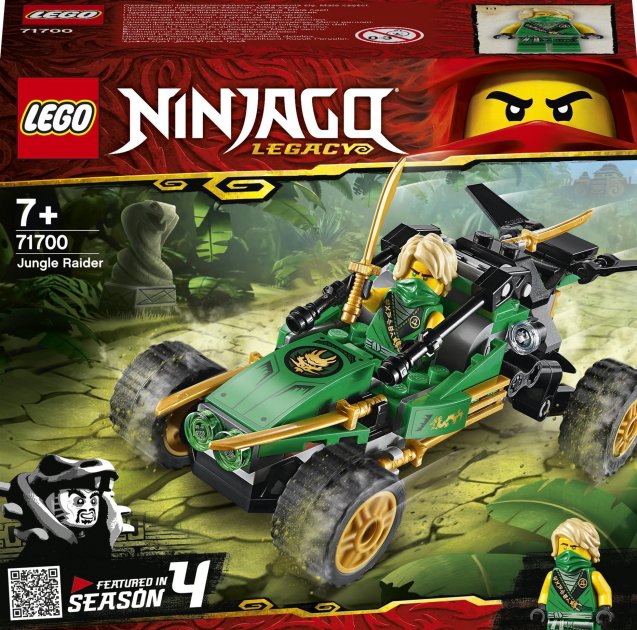 LEGO
71700
LEGO
NINJAGO
LEGACY
7+
71700
Jungle Raider
FEATURED IN
SEASON 4